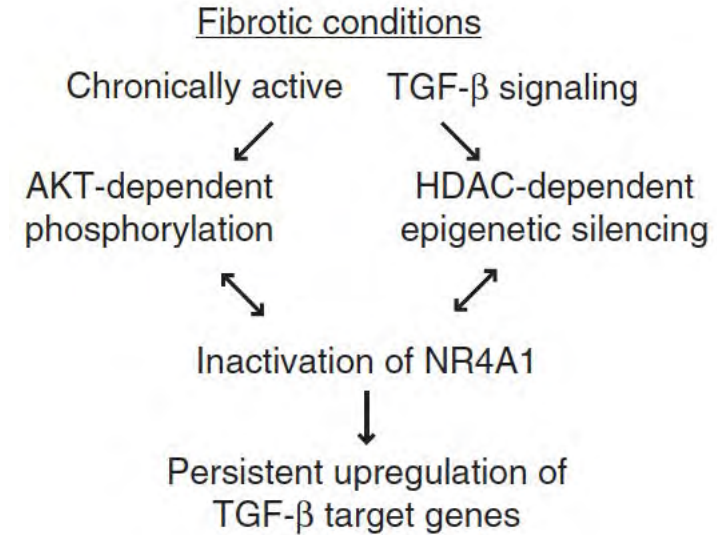 Fibrotic conditions
Chronically active TGF-β signaling
AKT-dependent
phosphorylation
HDAC-dependent
epigenetic silencing
Inactivation of NR4A1
Persistent upregulation of
TGF-β target genes